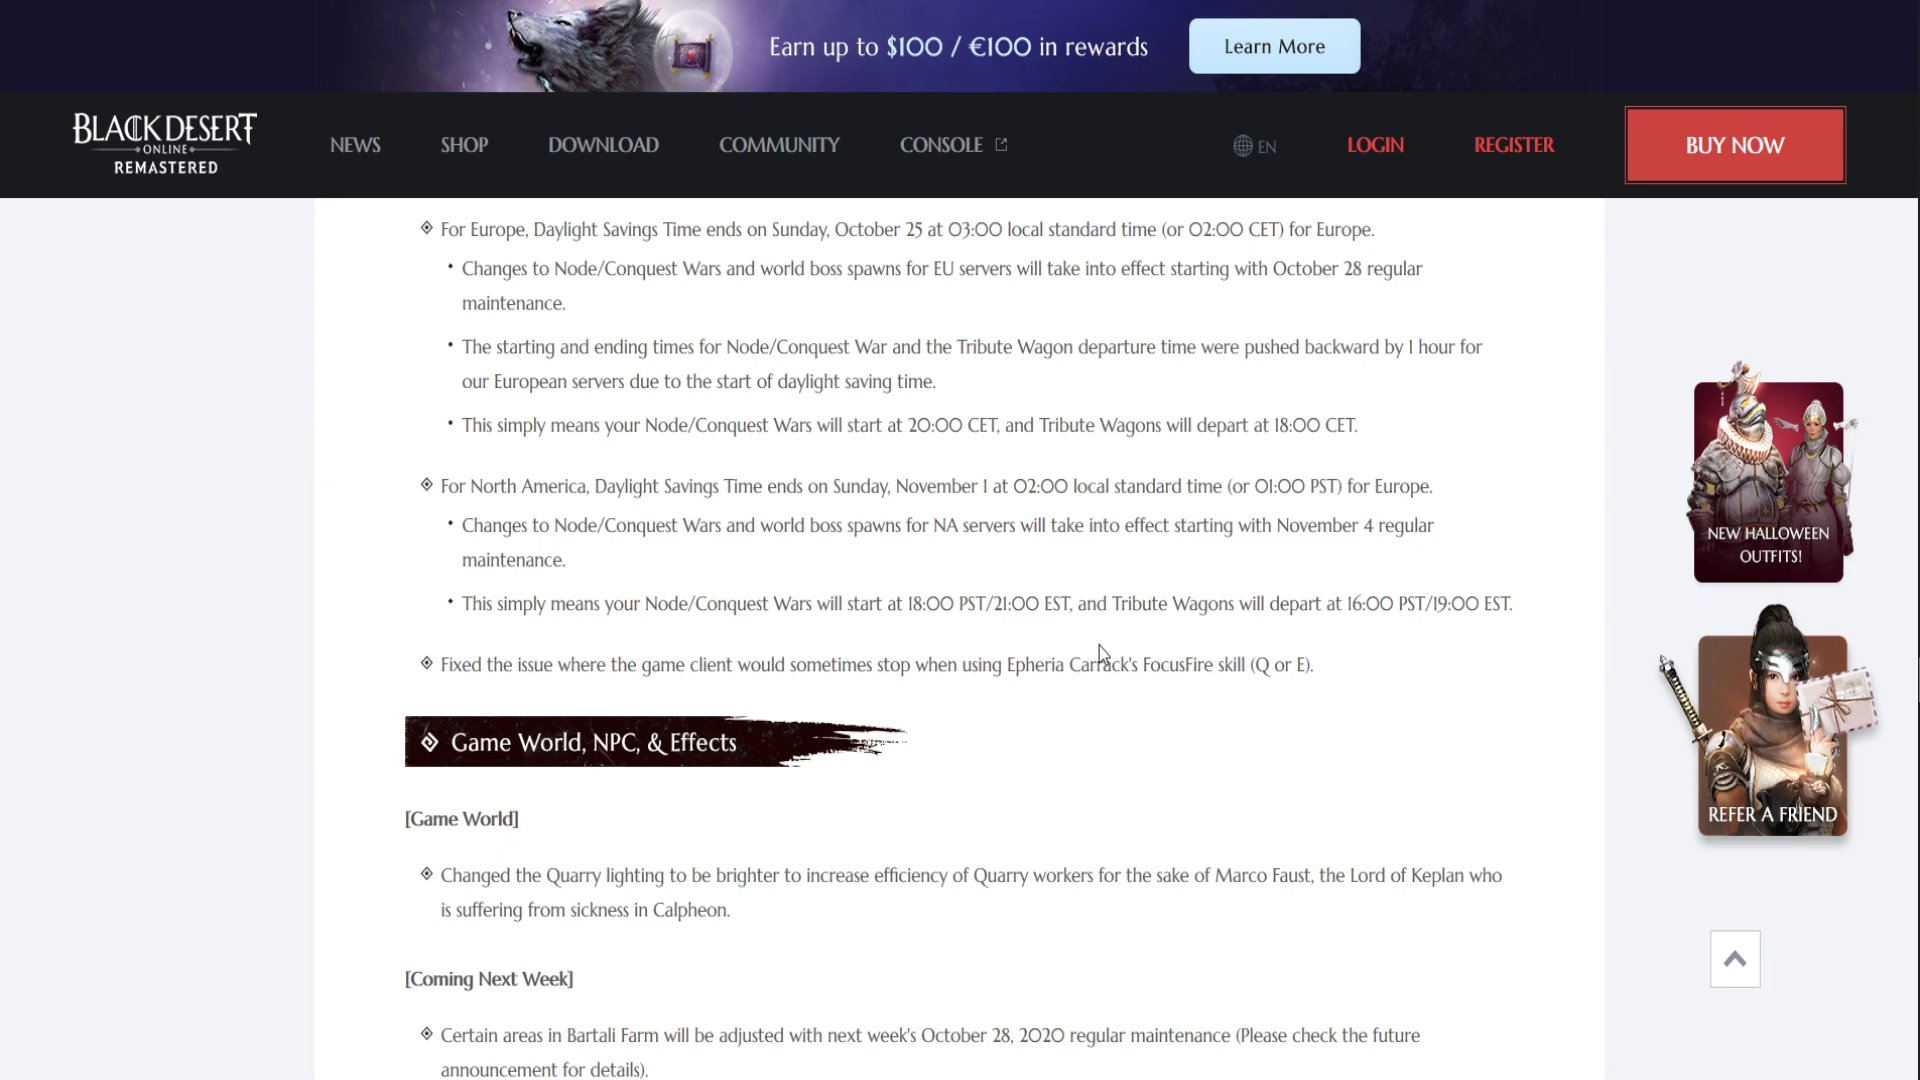 Earn up to $100 / €100 in rewards
Learn More
BLACK DESERT
ONLINE
REMASTERED
NEWS
SHOP
DOWNLOAD
COMMUNITY
CONSOLE
EN
LOGIN
REGISTER
BUY NOW
For Europe, Daylight Savings Time ends on Sunday, October 25 at 03:00 local standard time (or 02:00 CET) for Europe.
Changes to Node/Conquest Wars and world boss spawns for EU servers will take into effect starting with October 28 regular
maintenance.
The starting and ending times for Node/Conquest War and the Tribute Wagon departure time were pushed backward by 1 hour for
our European servers due to the start of daylight saving time.
This simply means your Node/Conquest Wars will start at 20:00 CET, and Tribute Wagons will depart at 18:00 CET.
For North America, Daylight Savings Time ends on Sunday, November 1 at 02:00 local standard time (or 01:00 PST) for Europe.
Changes to Node/Conquest Wars and world boss spawns for NA servers will take into effect starting with November 4 regular
maintenance.
This simply means your Node/Conquest Wars will start at 18:00 PST/21:00 EST, and Tribute Wagons will depart at 16:00 PST/19:00 EST.
Fixed the issue where the game client would sometimes stop when using Epheria Carrack's FocusFire skill (Q or E).
Game World, NPC, & Effects
[Game World]
Changed the Quarry lighting to be brighter to increase efficiency of Quarry workers for the sake of Marco Faust, the Lord of Keplan who
is suffering from sickness in Calpheon.
[Coming Next Week]
Certain areas in Bartali Farm will be adjusted with next week's October 28, 2020 regular maintenance (Please check the future
announcement for details).
NEW HALLOWEEN
OUTFITS!
REFER A FRIEND